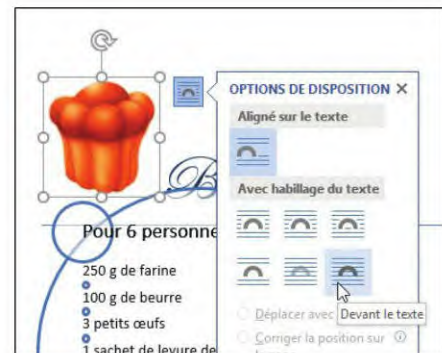 OPTIONS DE DISPOSITION
Aligné sur le texte
Avec habillage du texte
B
Pour 6 personne
250 g de farine
100 g de beurre
3 petits œufs
1 sachet de levure de
Déplacer avec
Devant le texte
Corriger la position sur